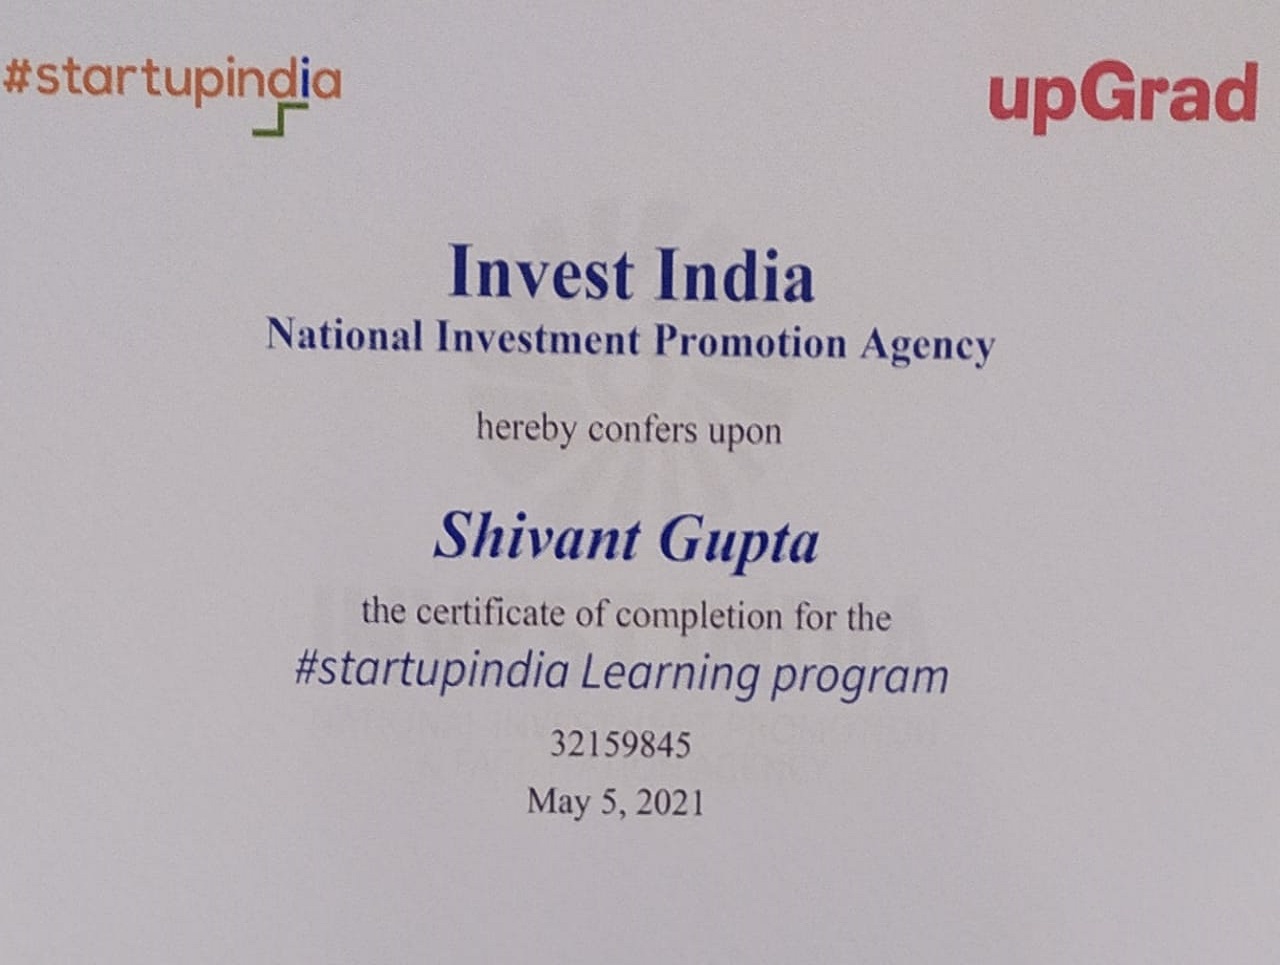 #startupindia
upGrad
Invest India
National Investment Promotion Agency
hereby confers upon
Shivant Gupta
the certificate of completion for the
#startupindia Learning program
32159845
May 5, 2021